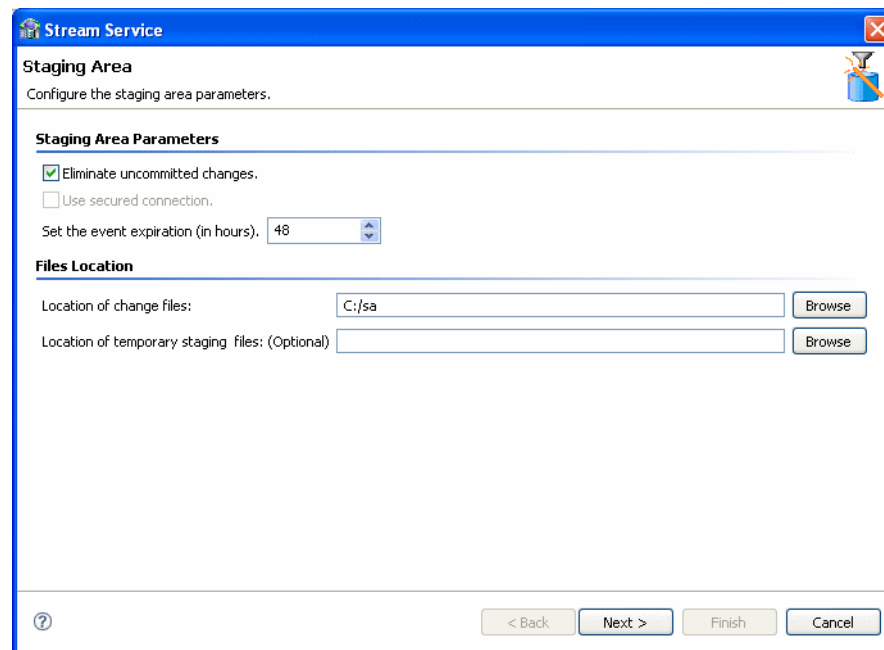 Stream Service
Staging Area
Configure the staging area parameters.
Staging Area Parameters
Eliminate uncommitted changes.
Use secured connection.
Set the event expiration (in hours). 48
Files Location
Location of change files: C:/sa Browse
Location of temporary staging files: (Optional) Browse
? < Back Next > Finish Cancel